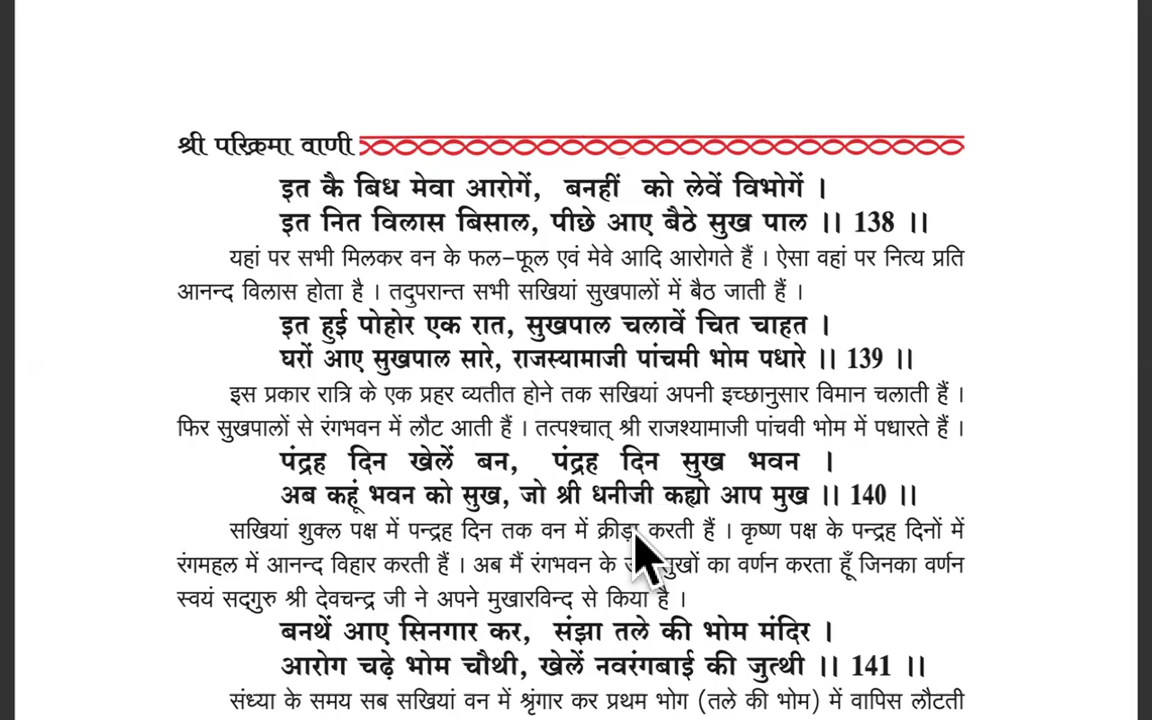 श्री परिक्रमा वाणी
इत कै बिध मेवा आरोगें, बनहीं को लेवें विभोगें ।
इत नित विलास बिसाल, पीछे आए बैठे सुख पाल ।। 138 ।।
यहां पर सभी मिलकर वन के फल-फूल एवं मेवे आदि आरोगते हैं । ऐसा वहां पर नित्य प्रति
आनन्द विलास होता है । तदुपरान्त सभी सखियां सुखपालों में बैठ जाती हैं ।
इत हुई पोहोर एक रात, सुखपाल चलावें चित चाहत ।
घरों आए सुखपाल सारे, राजस्यामाजी पांचमी भोम पधारे ।। 139 ।।
इस प्रकार रात्रि के एक प्रहर व्यतीत होने तक सखियां अपनी इच्छानुसार विमान चलाती हैं ।
फिर सुखपालों से रंगभवन में लौट आती हैं । तत्पश्चात् श्री राजश्यामाजी पांचवी भोम में पधारते हैं ।
पंद्रह दिन खेलें बन, पंद्रह दिन सुख भवन ।
अब कहूं भवन को सुख, जो श्री धनीजी कह्यो आप मुख ।। 140 ।।
सखियां शुक्ल पक्ष में पन्द्रह दिन तक वन में क्रीड़ा करती हैं । कृष्ण पक्ष के पन्द्रह दिनों में
रंगमहल में आनन्द विहार करती हैं । अब मैं रंगभवन के सुखों का वर्णन करता हूँ जिनका वर्णन
स्वयं सद्गुरु श्री देवचन्द्र जी ने अपने मुखारविन्द से किया है ।
बनथें आए सिनगार कर, संझा तले की भोम मंदिर ।
आरोग चढ़े भोम चौथी, खेलें नवरंगबाई की जुत्थी ।। 141 ।।
संध्या के समय सब सखियां वन में श्रृंगार कर प्रथम भोग (तले की भोम) में वापिस लौटती